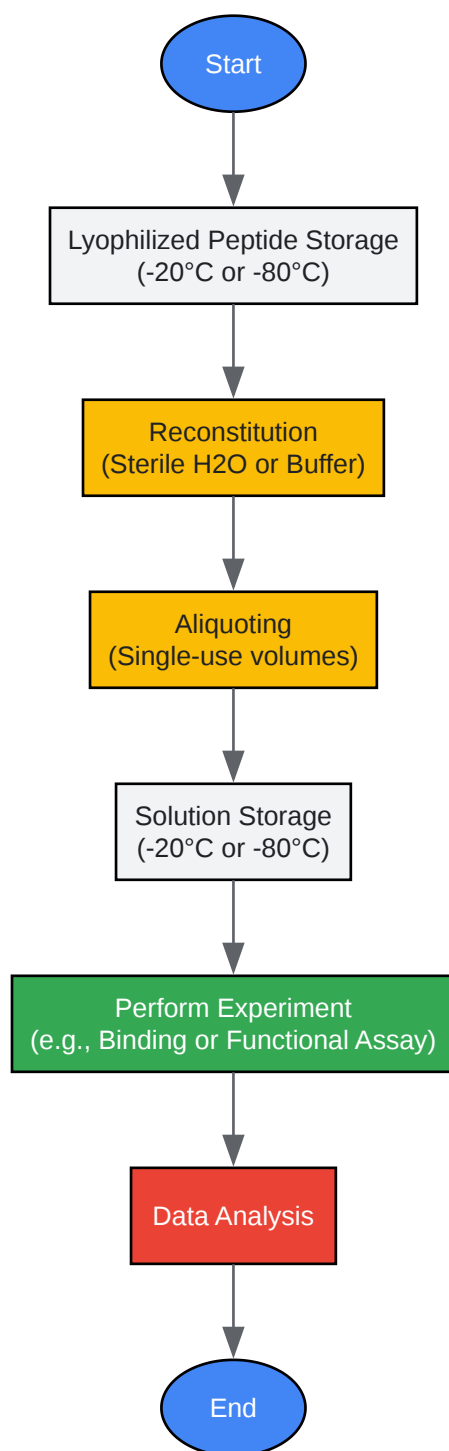 Start
Lyophilized Peptide Storage
(-20°C or -80°C)
Reconstitution
(Sterile H2O or Buffer)
Aliquoting
(Single-use volumes)
Solution Storage
(-20°C or -80°C)
Perform Experiment
(e.g., Binding or Functional Assay)
Data Analysis
End